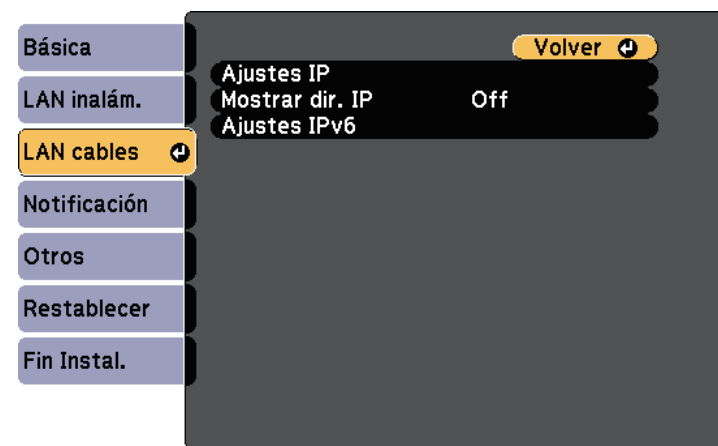 Básica
LAN inalám.
LAN cables
Notificación
Otros
Restablecer
Fin Instal.
Volver
Ajustes IP
Mostrar dir. IP Off
Ajustes IPv6